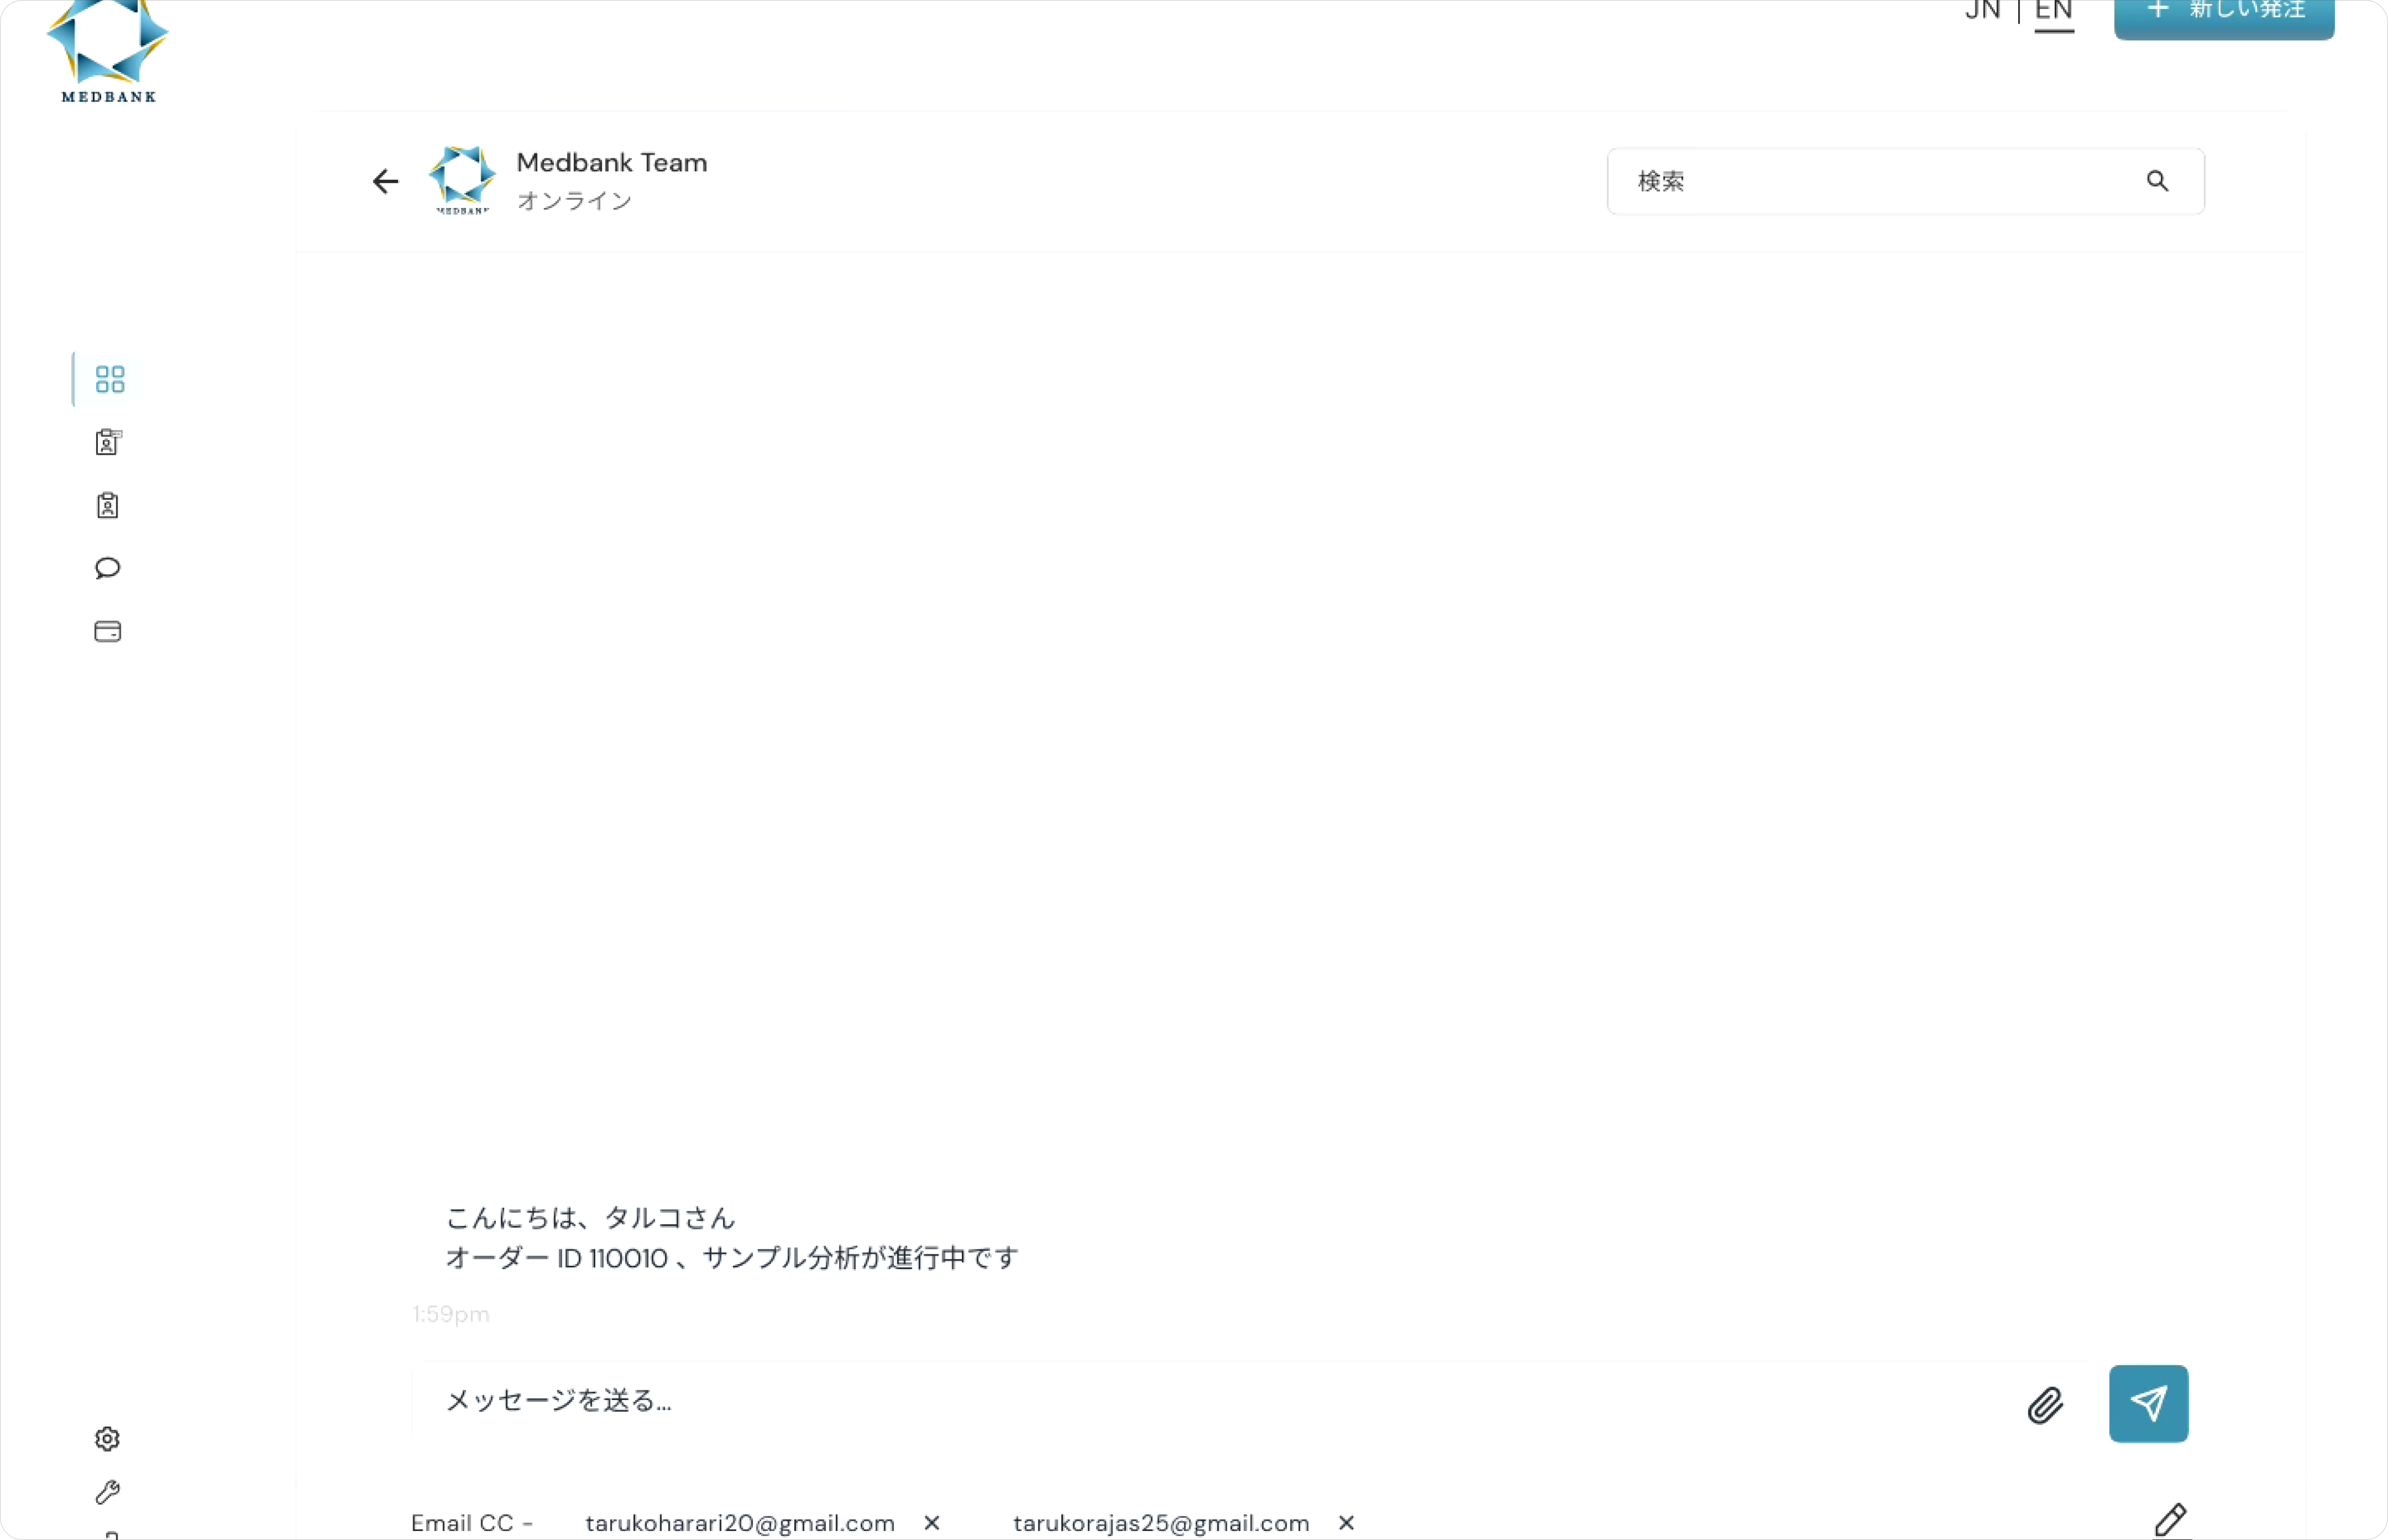 JN | EN
+ 新しい発注
MEDBANK
Medbank Team
オンライン
MEDBANK
検索
こんにちは、タルコさん
オーダー ID 110010 、サンプル分析が進行中です
1:59pm
メッセージを送る...
Email CC - tarukoharari20@gmail.com × tarukorajas25@gmail.com ×